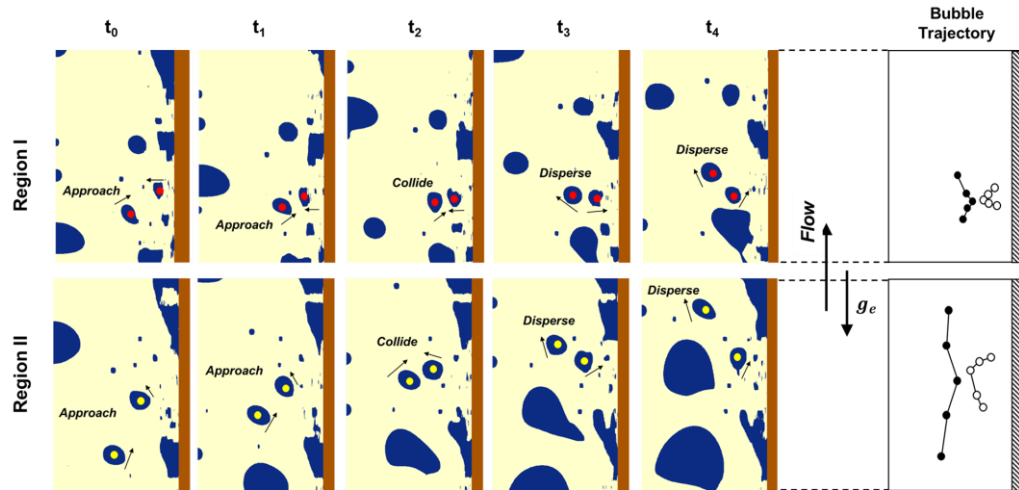 t0 t1 t2 t3 t4 Bubble
Trajectory
Region I
Approach
Approach
Collide
Disperse
Disperse
Flow
ge
Region II
Approach
Approach
Collide
Disperse
Disperse